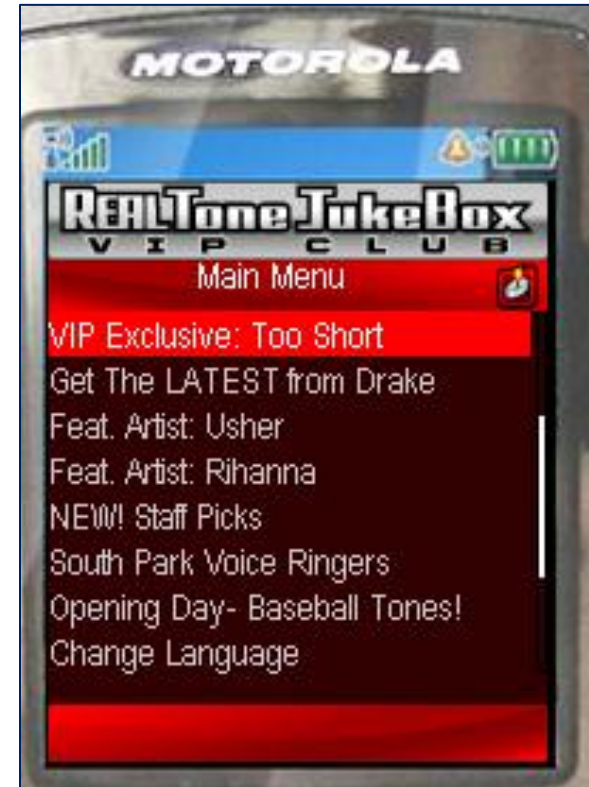 MOTOROLA
REALTone JukeBox
VIP CLUB
Main Menu
VIP Exclusive: Too Short
Get The LATEST from Drake
Feat. Artist: Usher
Feat. Artist: Rihanna
NEW! Staff Picks
South Park Voice Ringers
Opening Day- Baseball Tones!
Change Language